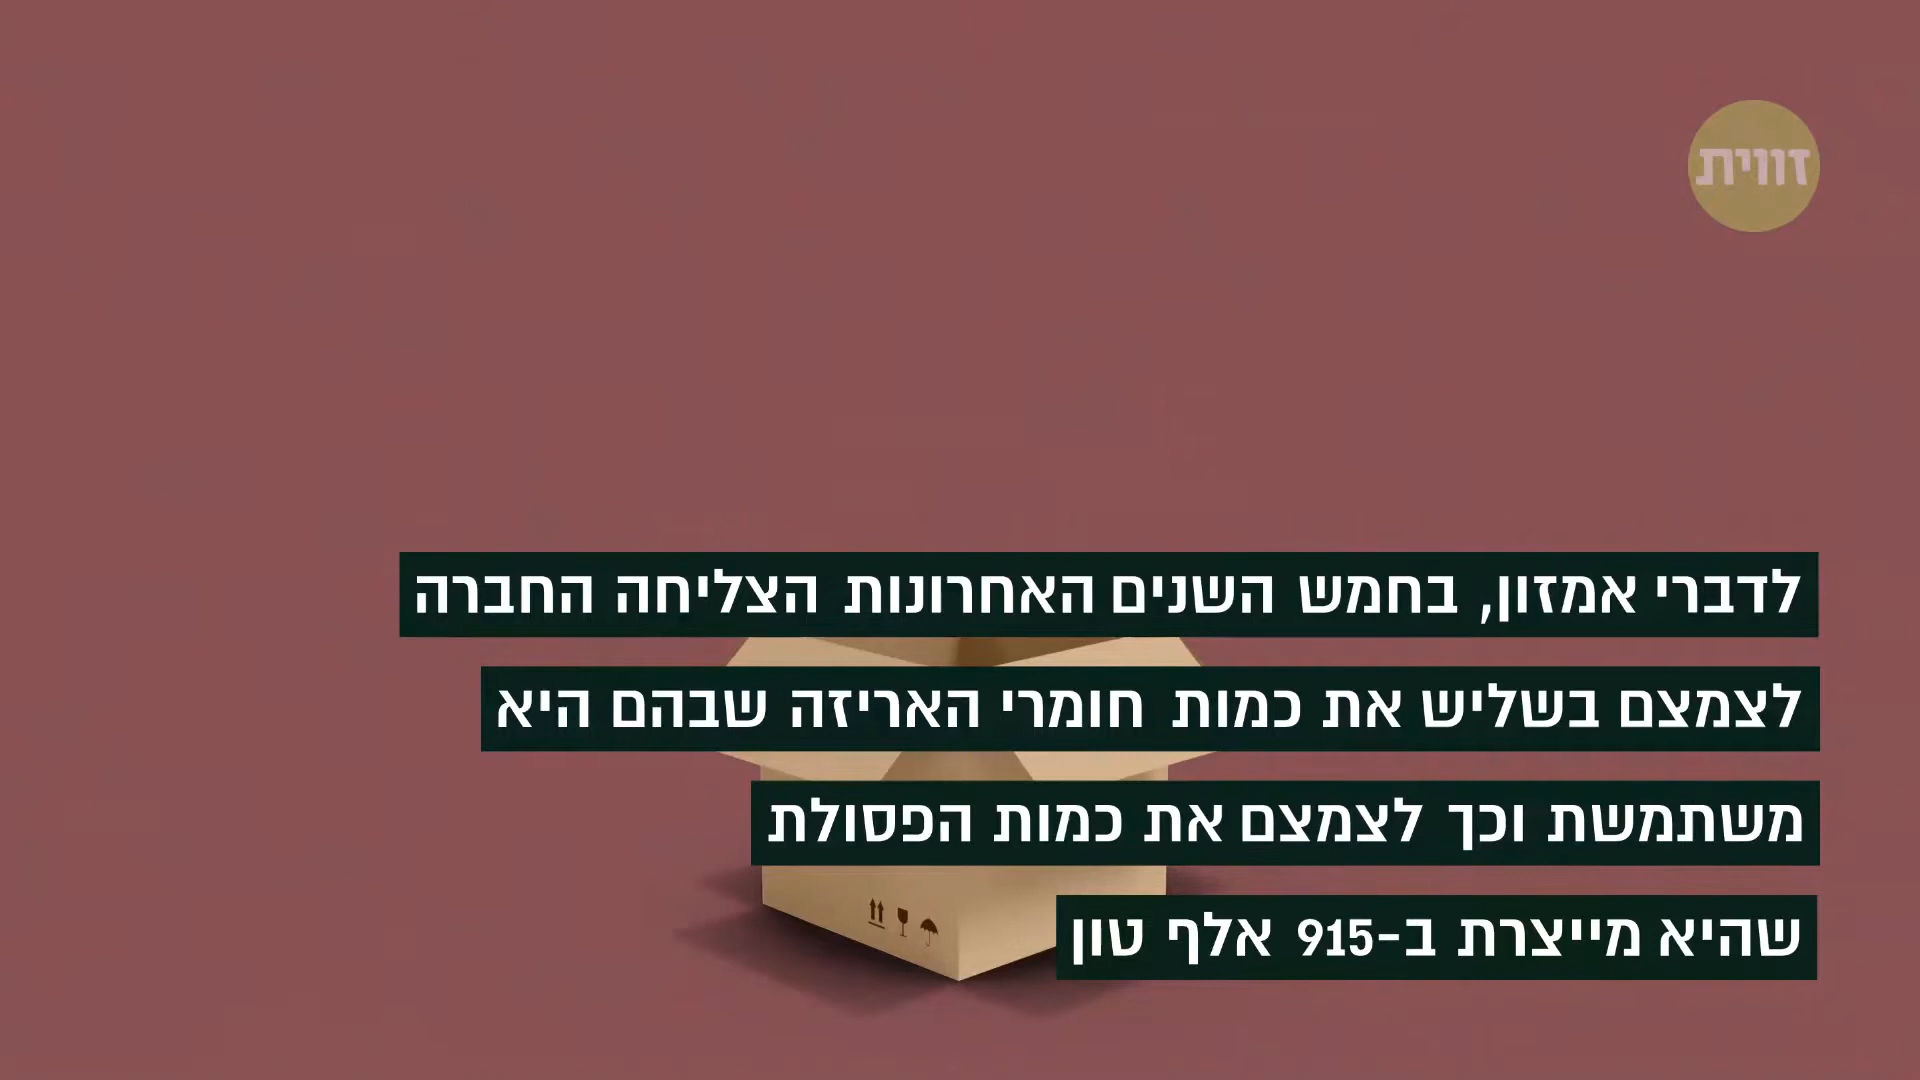 זווית
לדברי אמזון, בחמש השנים האחרונות הצליחה החברה
לצמצם בשליש את כמות חומרי האריזה שבהם היא
משתמשת וכך לצמצם את כמות הפסולת
שהיא מייצרת ב-915 אלף טון